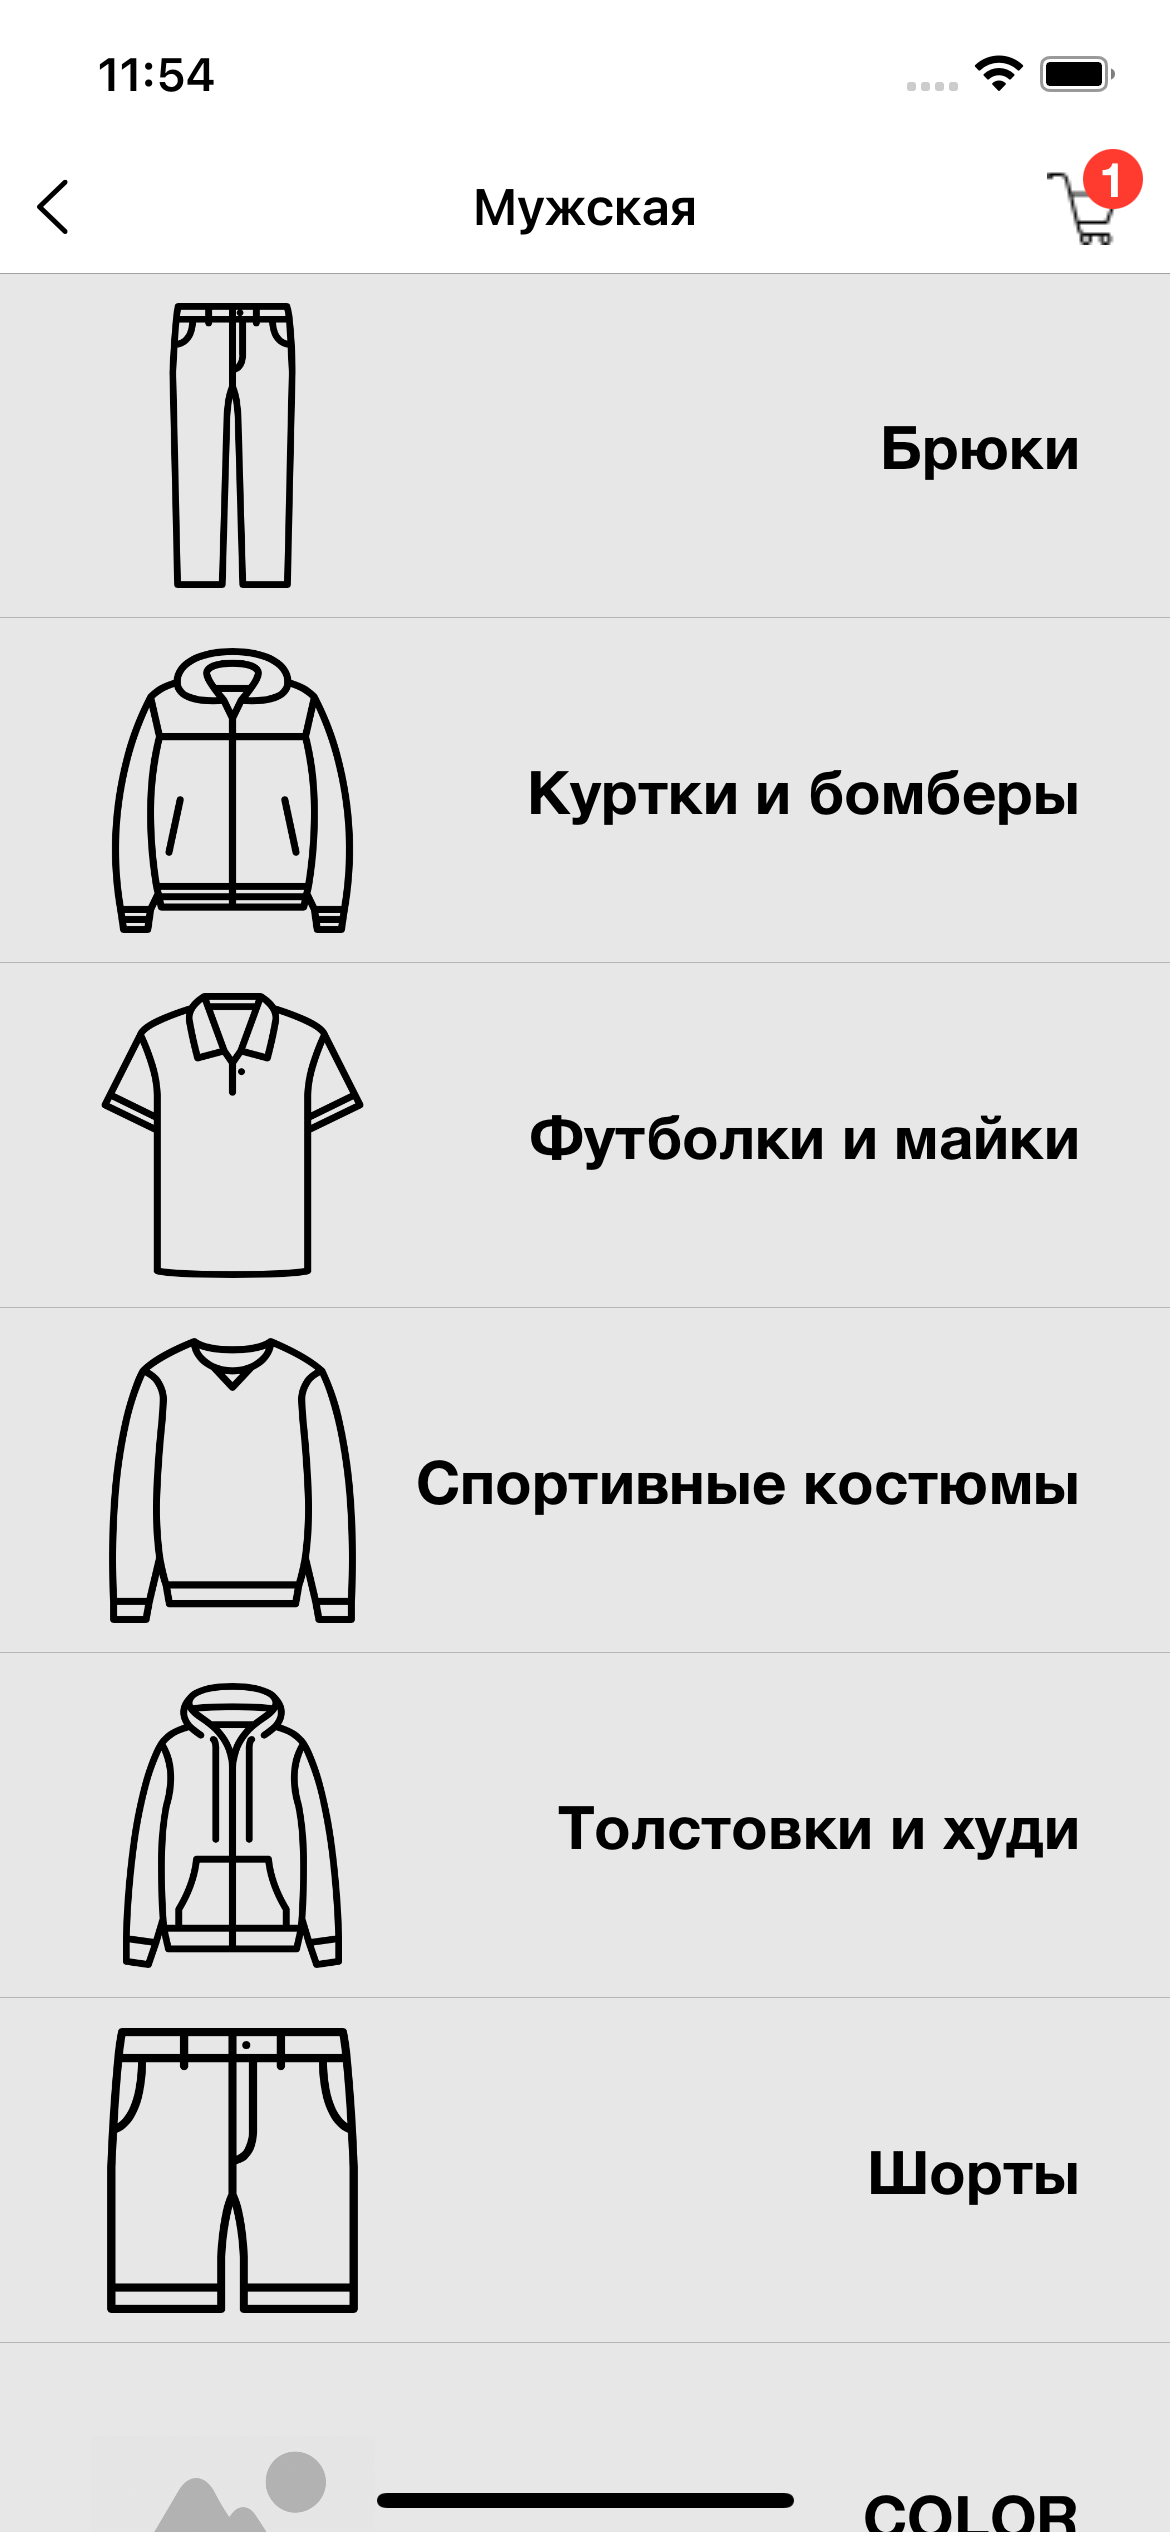 11:54
Мужская
1
Брюки
Куртки и бомберы
Футболки и майки
Спортивные костюмы
Толстовки и худи
Шорты
COLOR